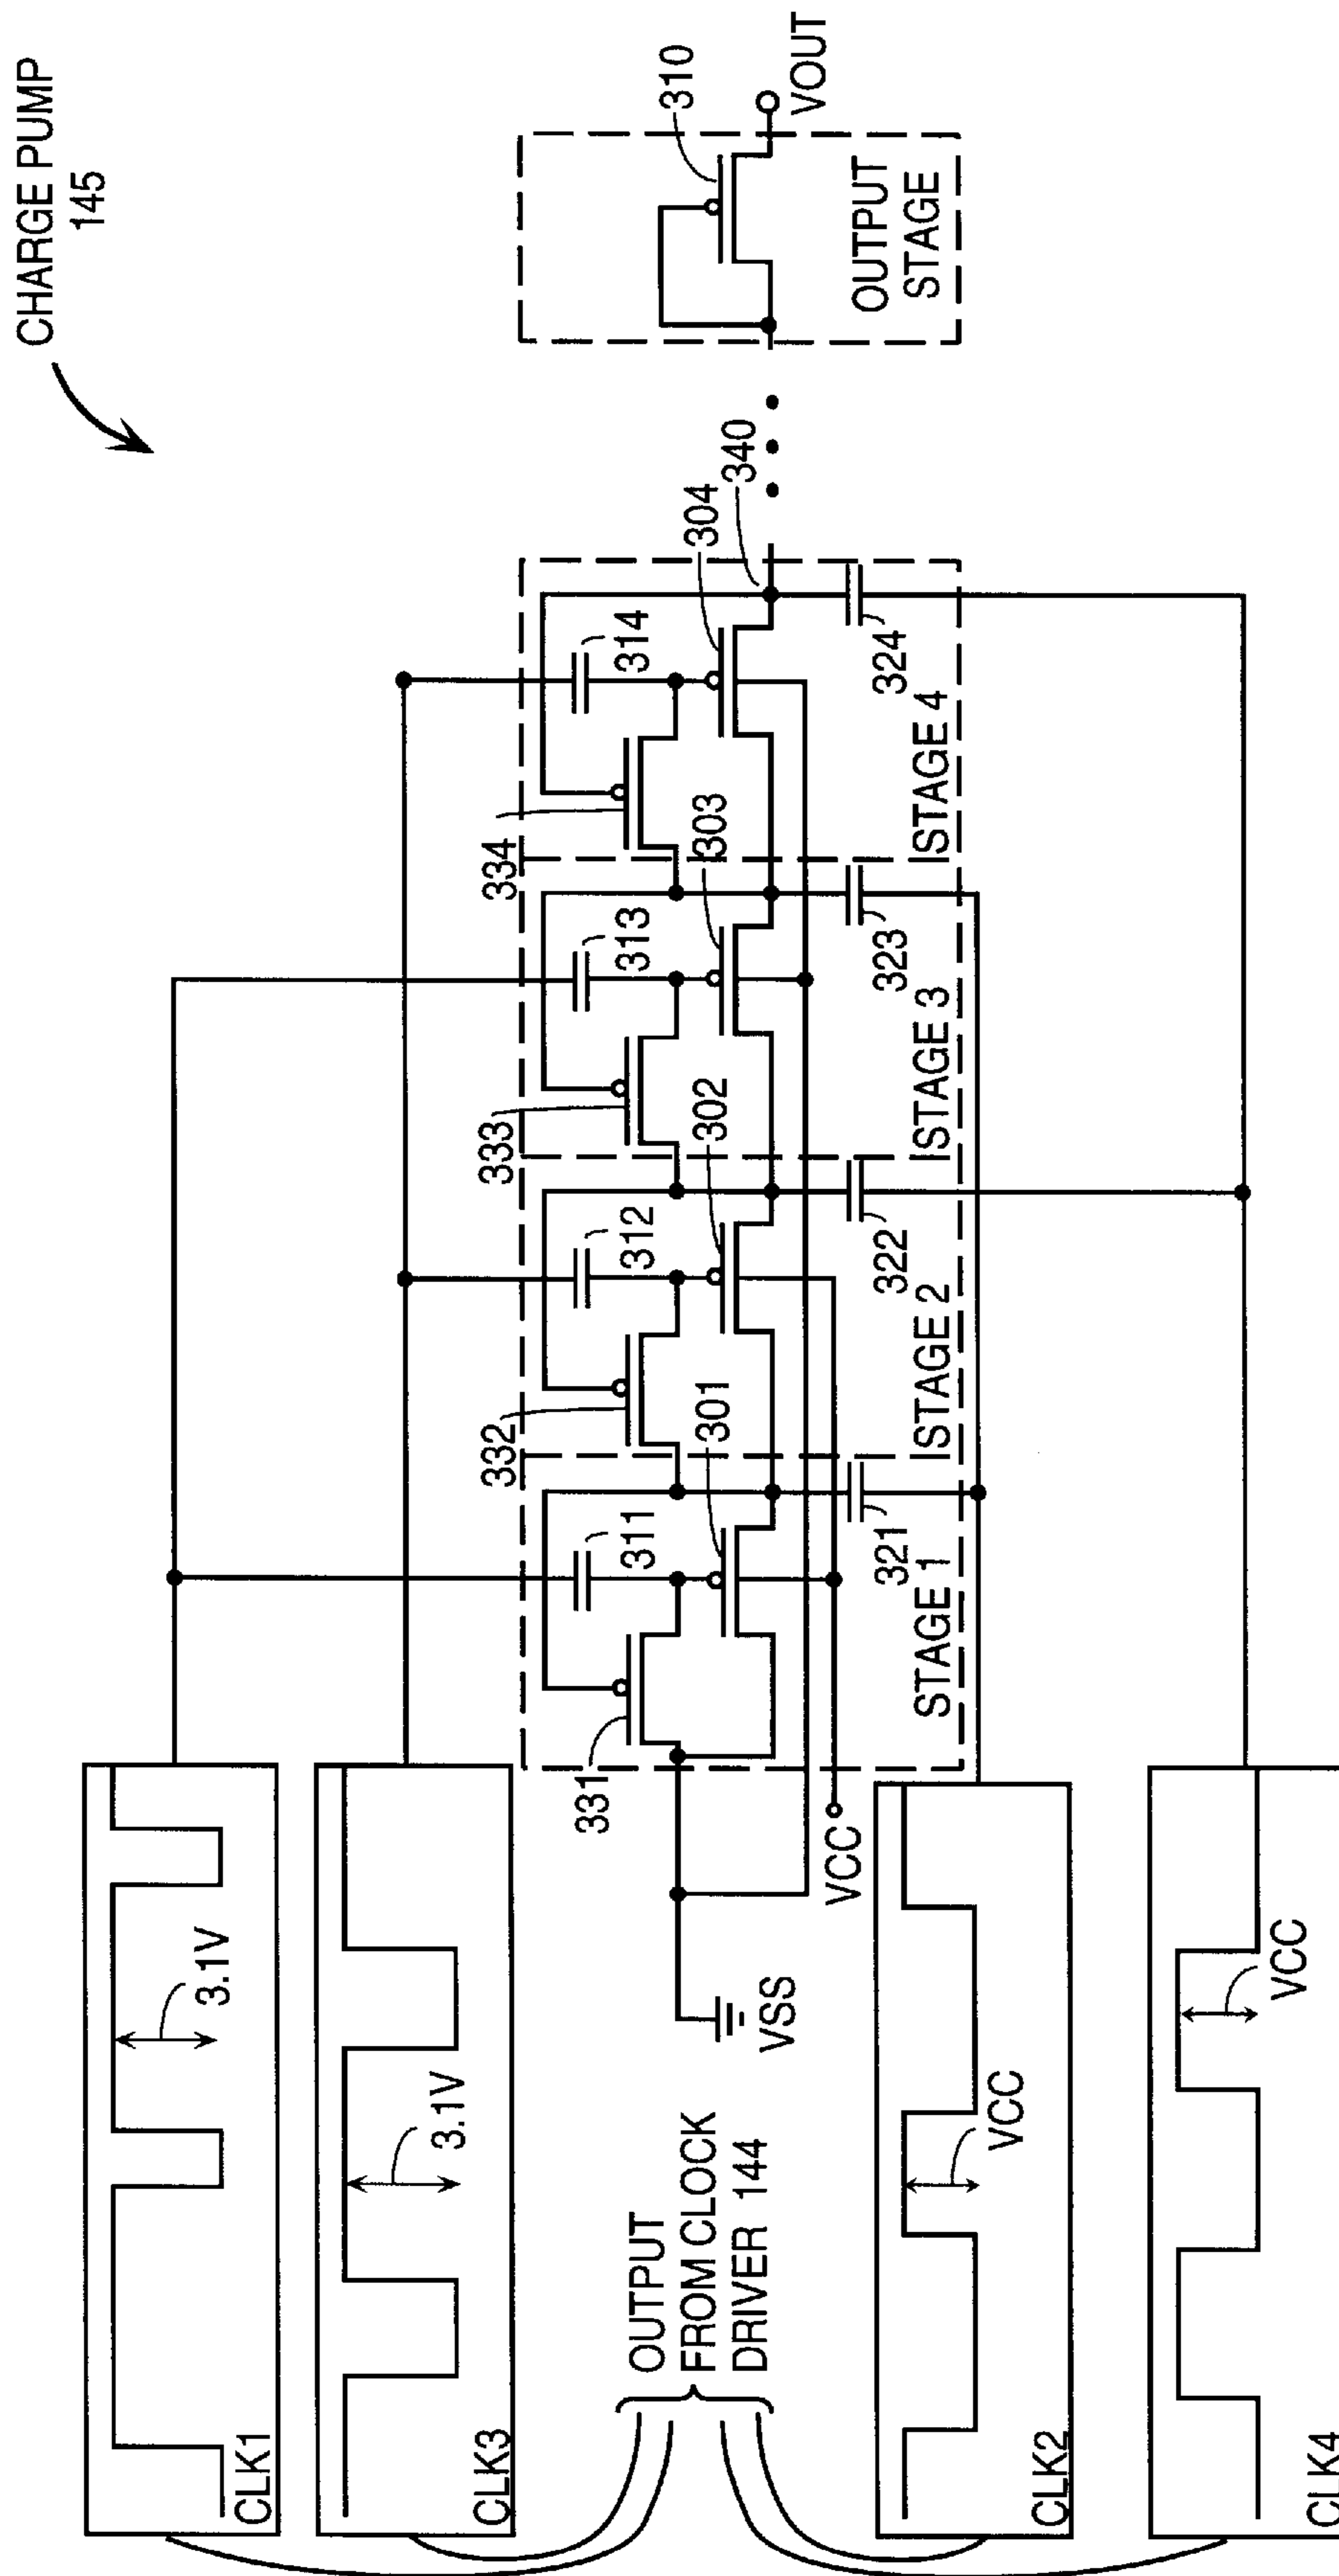 CHARGE PUMP
145
CLK1
3.1V
CLK3
3.1V
OUTPUT
FROM CLOCK
DRIVER 144
CLK2
VCC
CLK4
VCC
VSS
VCC
331
311
301
321
STAGE 1
332
312
302
322
STAGE 2
333
313
303
323
STAGE 3
334
314
304
324
STAGE 4
340
310
VOUT
OUTPUT
STAGE